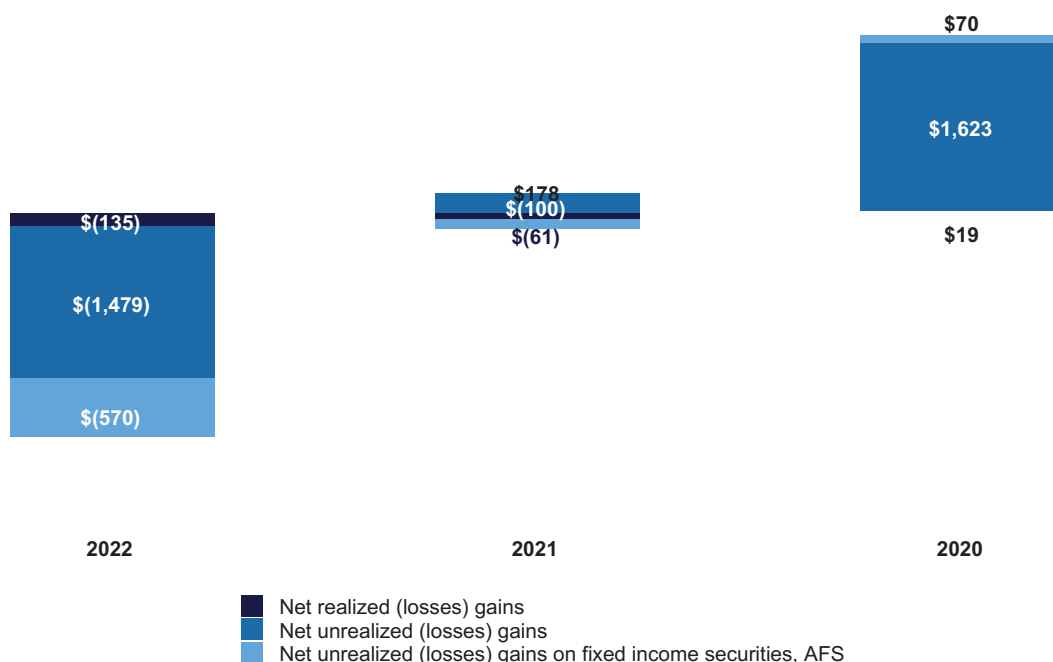 $70
$1,623
$19
$178
$(100)
$(61)
$(135)
$(1,479)
$(570)
2022 2021 2020
Net realized (losses) gains
Net unrealized (losses) gains
Net unrealized (losses) gains on fixed income securities, AFS